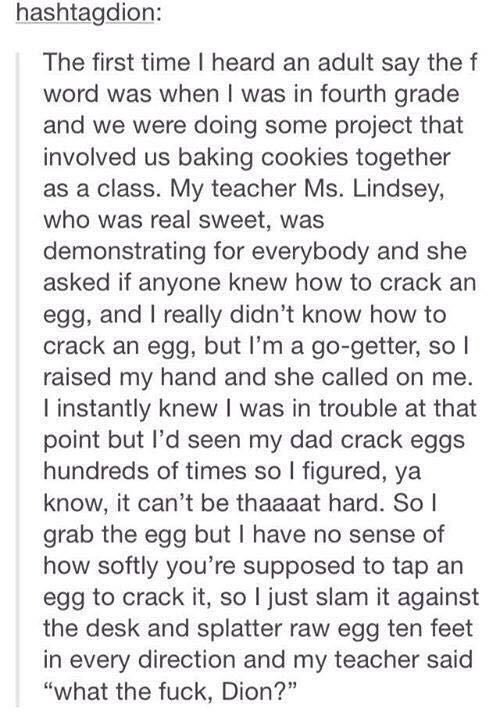 hashtagdion:
The first time I heard an adult say the f
word was when I was in fourth grade
and we were doing some project that
involved us baking cookies together
as a class. My teacher Ms. Lindsey,
who was real sweet, was
demonstrating for everybody and she
asked if anyone knew how to crack an
egg, and I really didn’t know how to
crack an egg, but I’m a go-getter, so I
raised my hand and she called on me.
I instantly knew I was in trouble at that
point but I’d seen my dad crack eggs
hundreds of times so I figured, ya
know, it can’t be thaaaat hard. So I
grab the egg but I have no sense of
how softly you’re supposed to tap an
egg to crack it, so I just slam it against
the desk and splatter raw egg ten feet
in every direction and my teacher said
“what the fuck, Dion?”